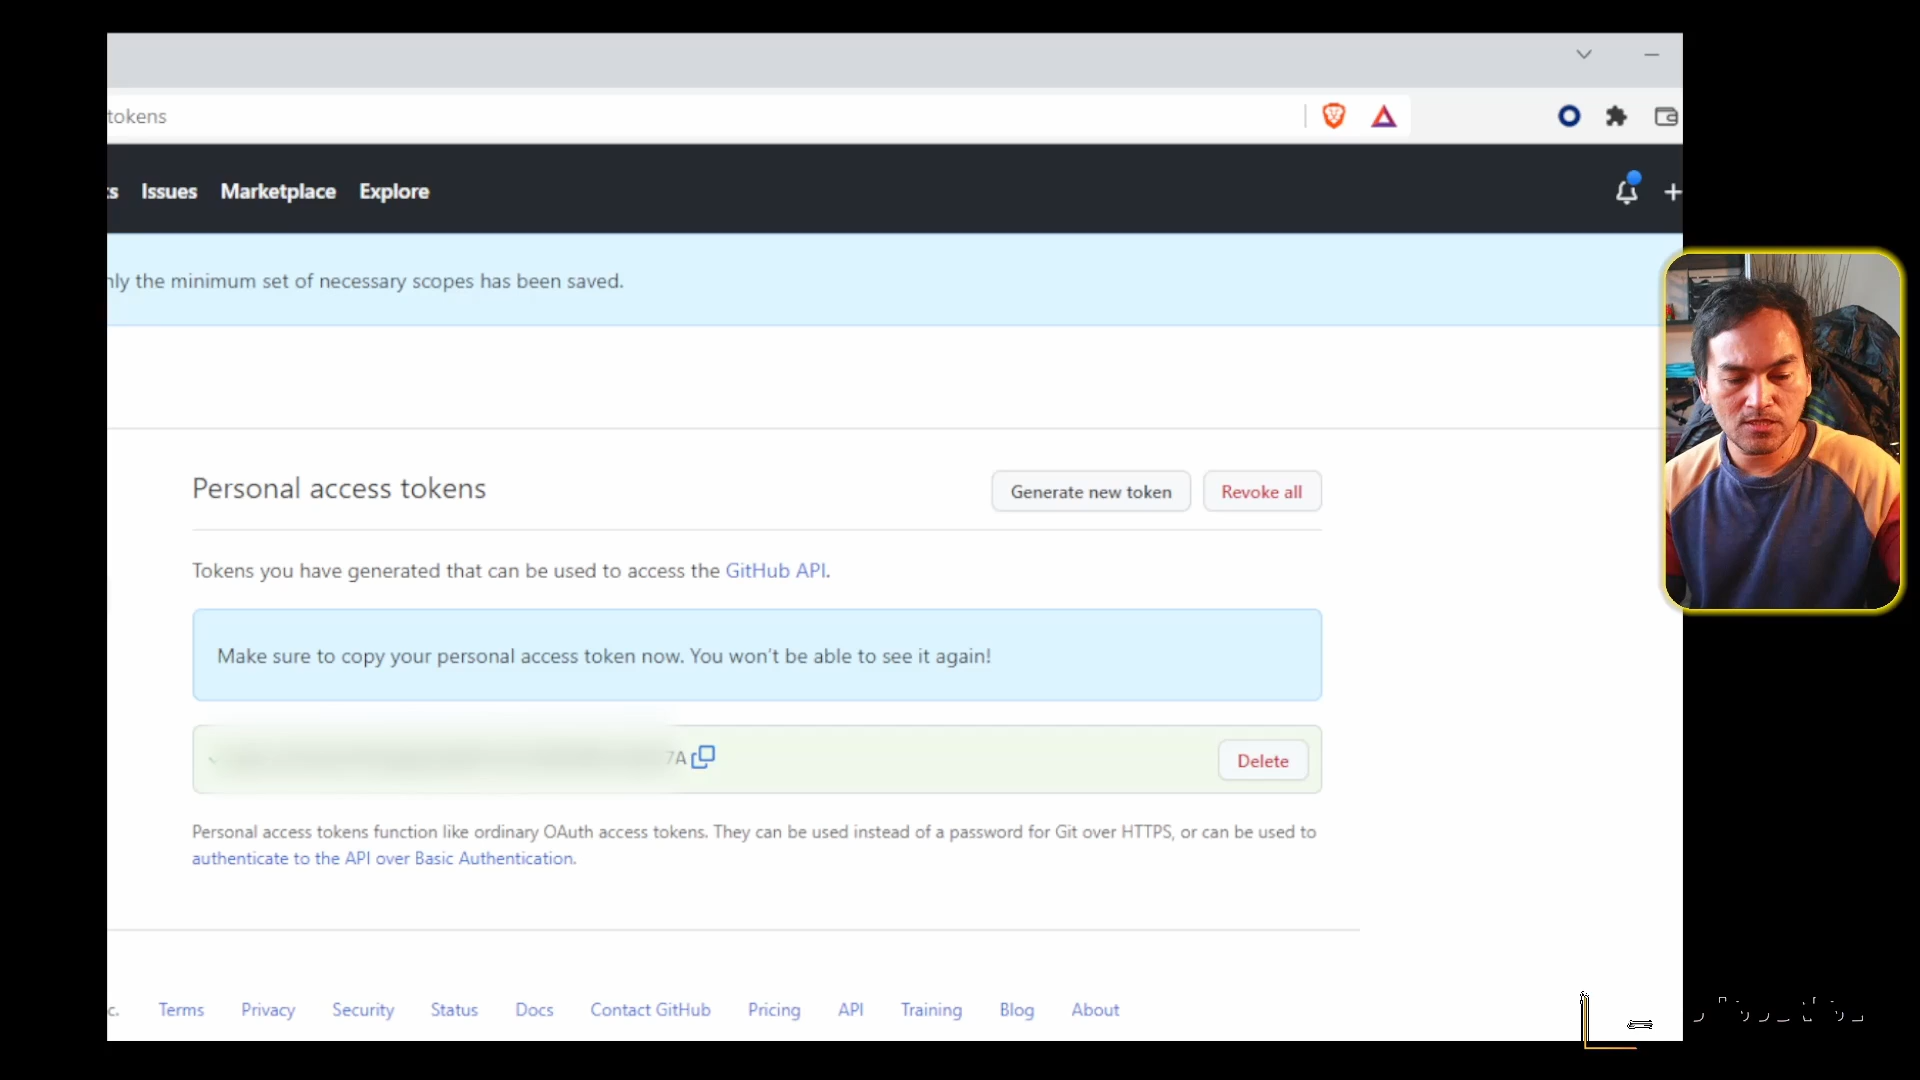 tokens
Issues Marketplace Explore
the minimum set of necessary scopes has been saved.
Personal access tokens
Generate new token
Revoke all
Tokens you have generated that can be used to access the GitHub API.
Make sure to copy your personal access token now. You won't be able to see it again!
7A
Delete
Personal access tokens function like ordinary OAuth access tokens. They can be used instead of a password for Git over HTTPS, or can be used to
authenticate to the API over Basic Authentication.
Terms Privacy Security Status Docs Contact GitHub Pricing API Training Blog About